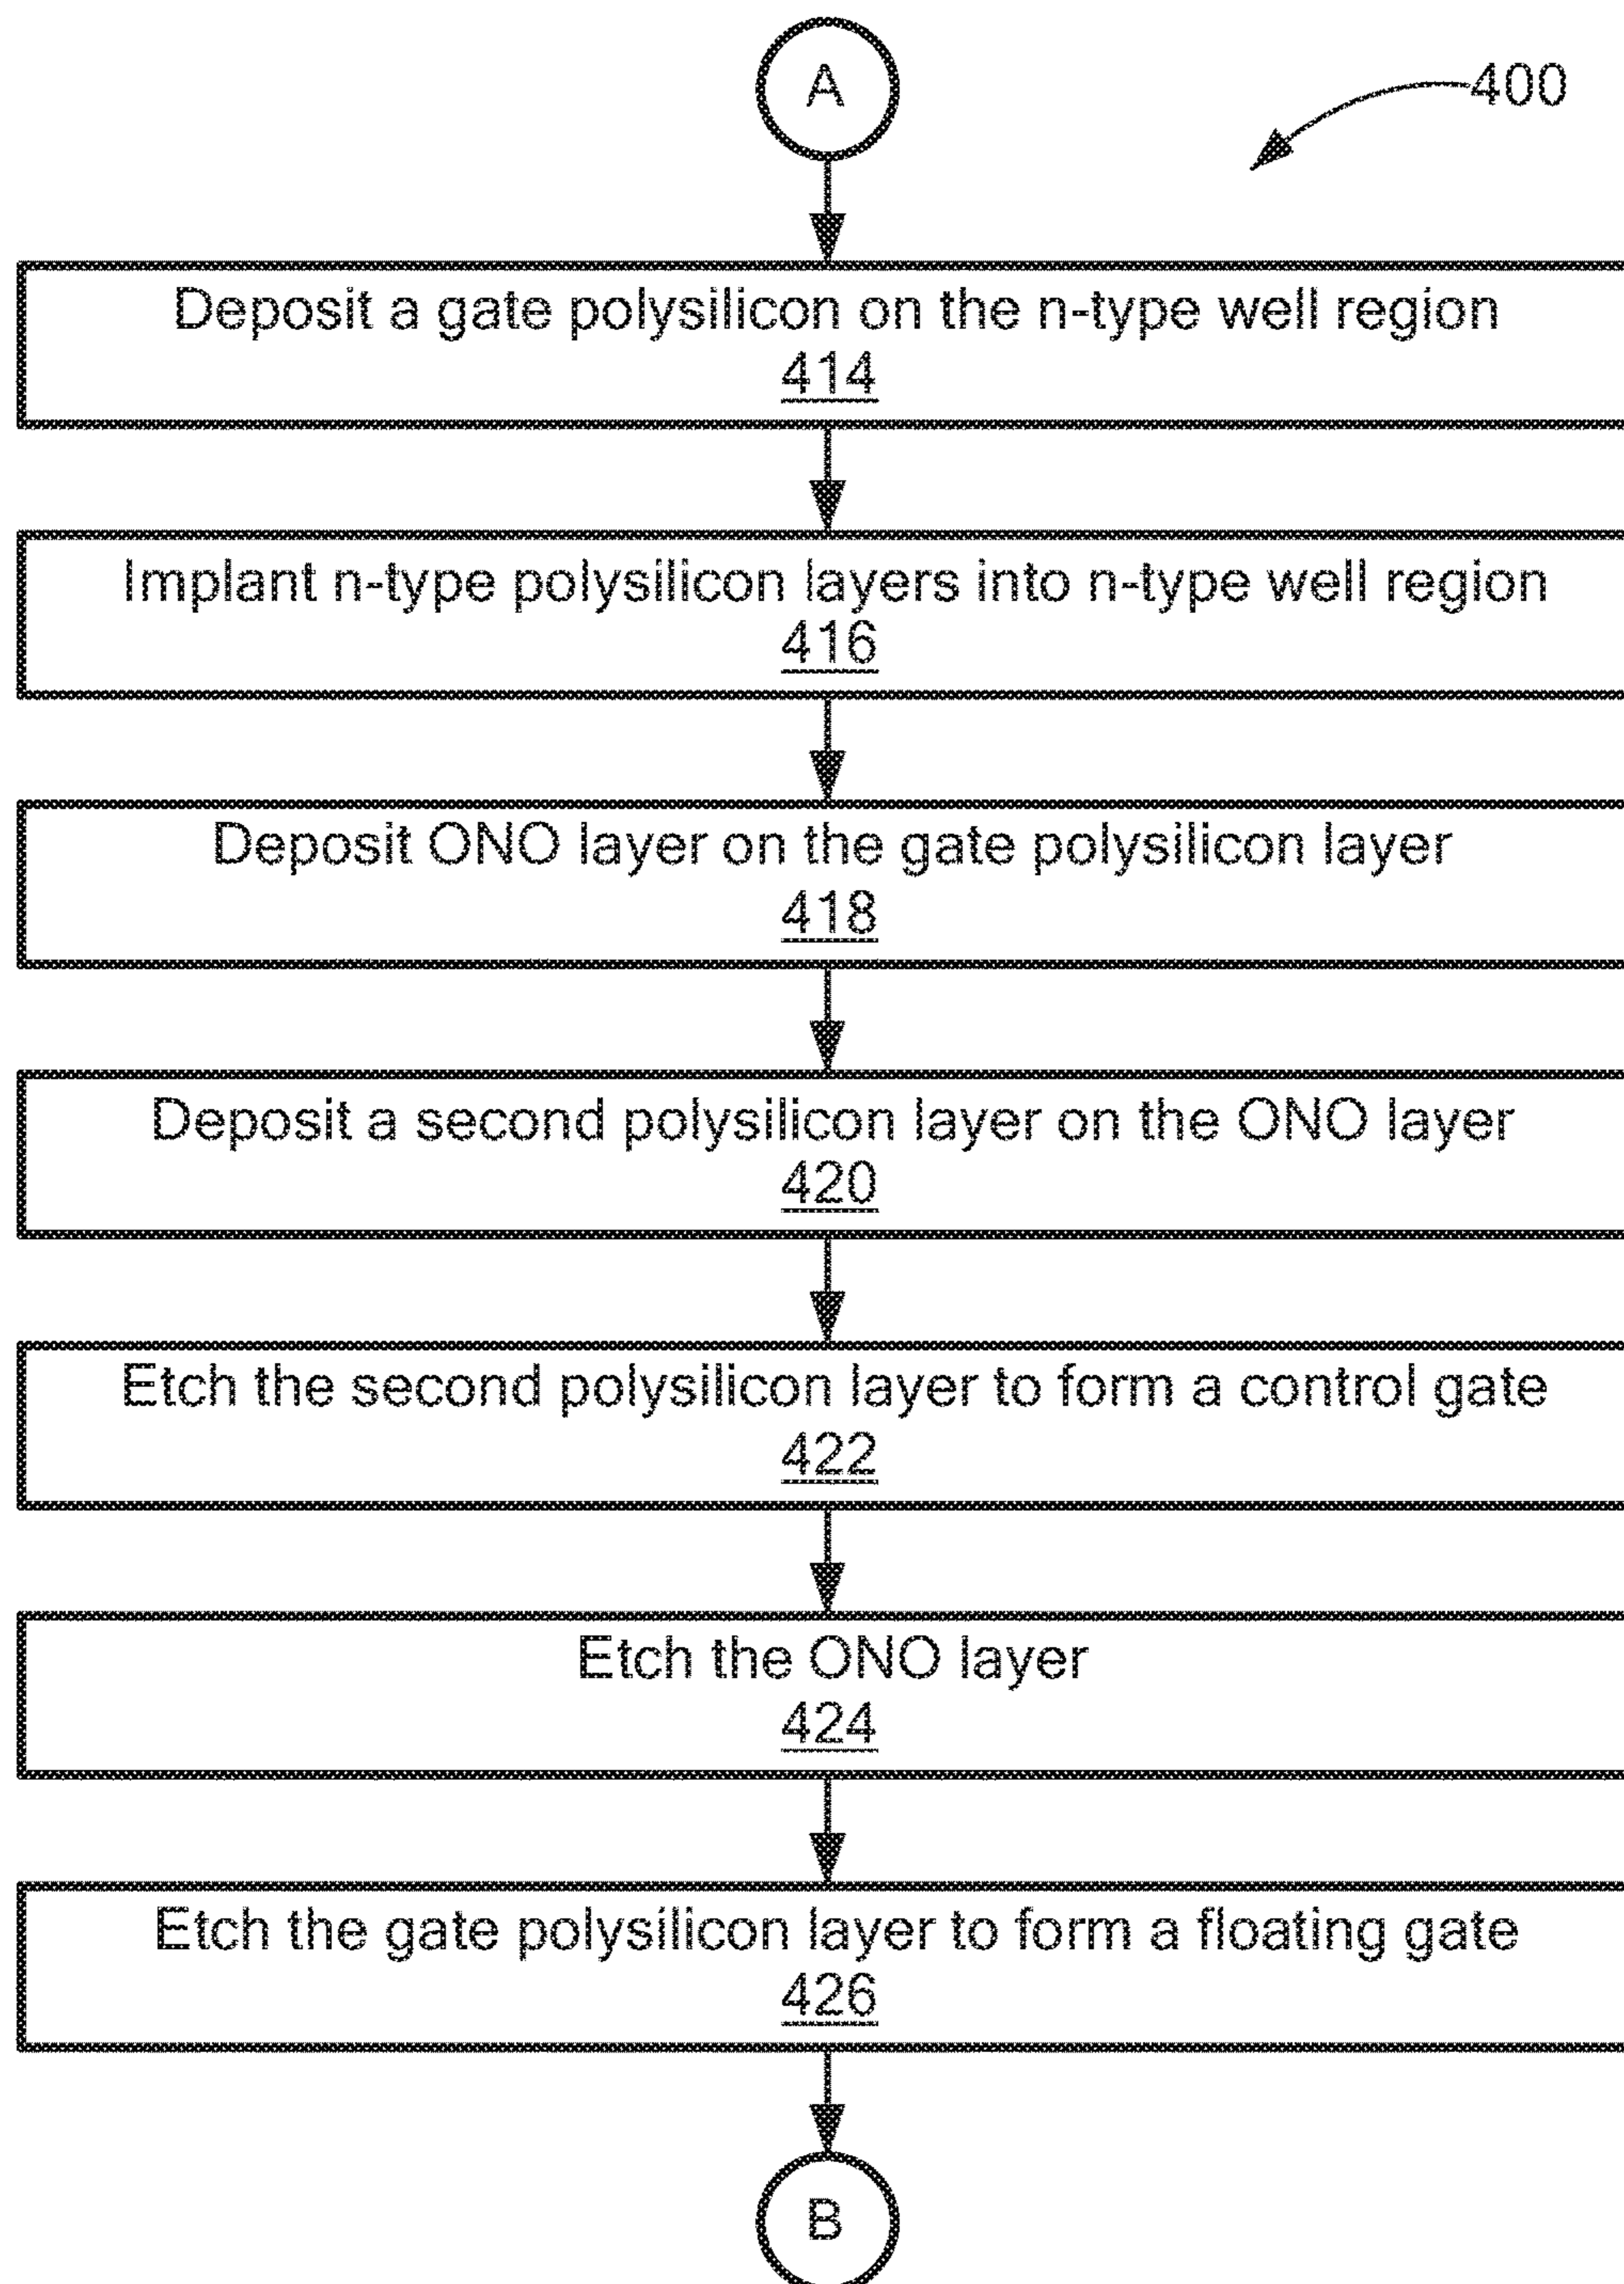 A
400
Deposit a gate polysilicon on the n-type well region
414
Implant n-type polysilicon layers into n-type well region
416
Deposit ONO layer on the gate polysilicon layer
418
Deposit a second polysilicon layer on the ONO layer
420
Etch the second polysilicon layer to form a control gate
422
Etch the ONO layer
424
Etch the gate polysilicon layer to form a floating gate
426
B